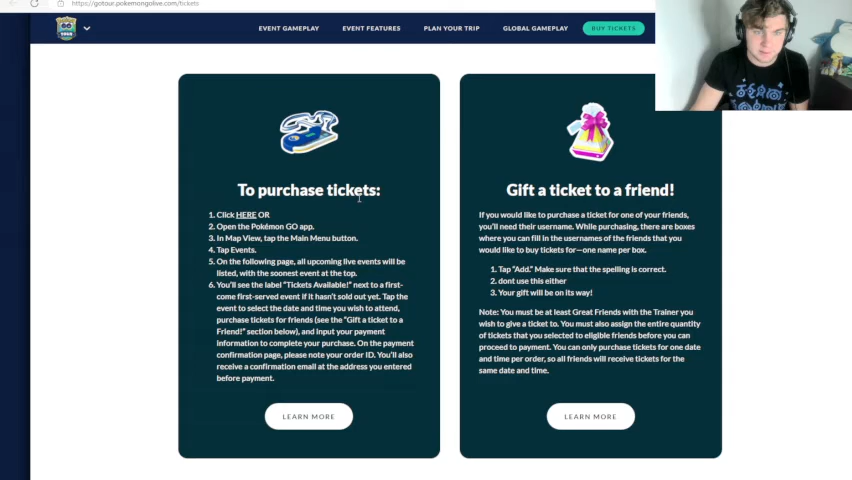 https://gotour.pokemongolive.com/tickets
EVENT GAMEPLAY EVENT FEATURES PLAN YOUR TRIP GLOBAL GAMEPLAY BUY TICKETS
To purchase tickets:
1. Click HERE OR
2. Open the Pokémon GO app.
3. In Map View, tap the Main Menu button.
4. Tap Events.
5. On the following page, all upcoming live events will be
listed, with the soonest event at the top.
6. You'll see the label "Tickets Available!" next to a first-
come first-served event if it hasn't sold out yet. Tap the
event to select the date and time you wish to attend,
purchase tickets for friends (see the "Gift a ticket to a
Friend!" section below), and input your payment
information to complete your purchase. On the payment
confirmation page, please note your order ID. You'll also
receive a confirmation email at the address you entered
before payment.
LEARN MORE
Gift a ticket to a friend!
If you would like to purchase a ticket for one of your friends,
you'll need their username. While purchasing, there are boxes
where you can fill in the usernames of the friends that you
would like to buy tickets for—one name per box.
1. Tap "Add." Make sure that the spelling is correct.
2. dont use this either
3. Your gift will be on its way!
Note: You must be at least Great Friends with the Trainer you
wish to give a ticket to. You must also assign the entire quantity
of tickets that you selected to eligible friends before you can
proceed to payment. You can only purchase tickets for one date
and time per order, so all friends will receive tickets for the
same date and time.
LEARN MORE